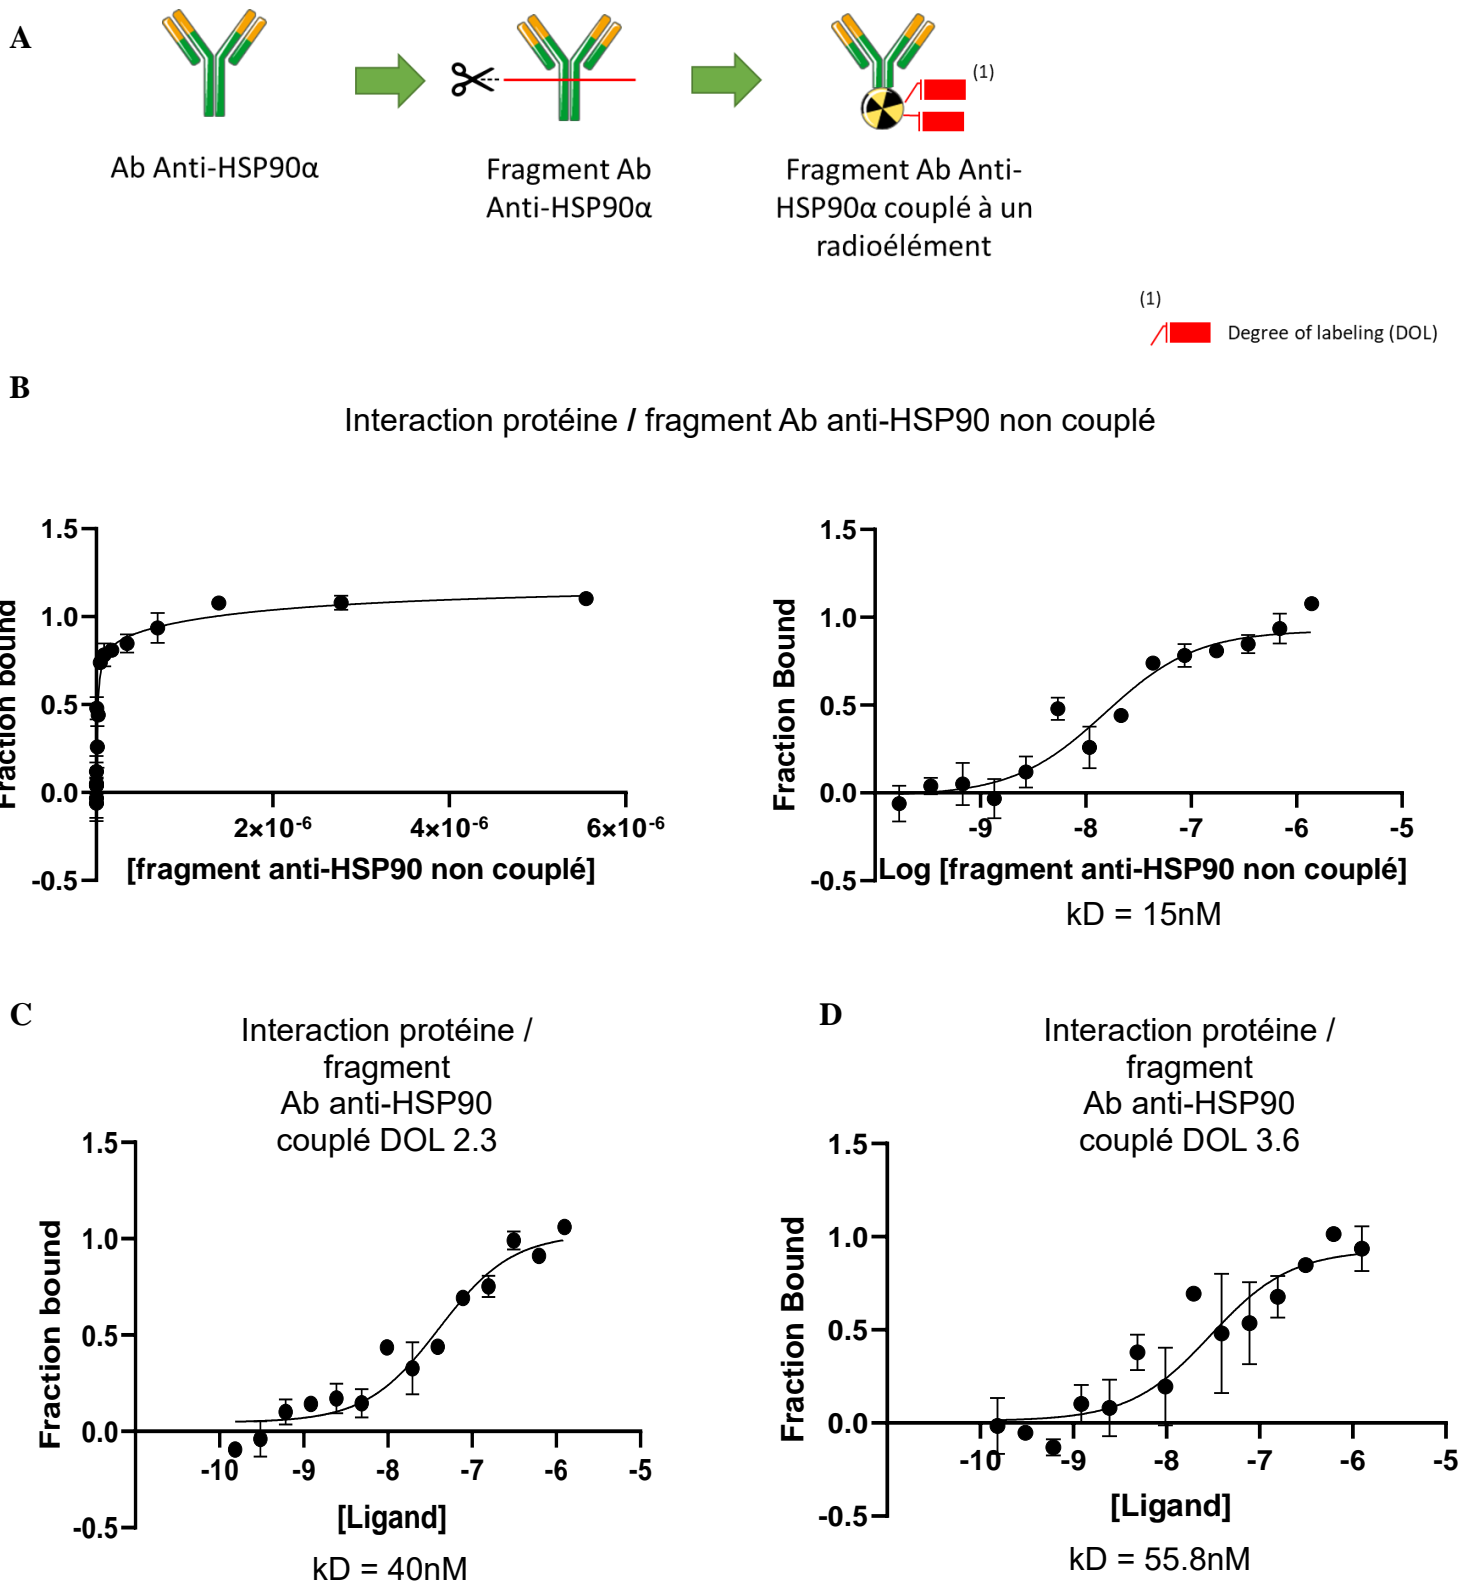 A
(1)
Ab Anti-HSP90α
Fragment Ab
Anti-HSP90α
Fragment Ab Anti-
HSP90α couplé à un
radioélément
(1)
Degree of labeling (DOL)
B
Interaction protéine / fragment Ab anti-HSP90 non couplé
Fraction bound
1.5
1.0
0.5
0.0
-0.5
2×10-6
4×10-6
6×10-6
[fragment anti-HSP90 non couplé]
Fraction Bound
1.5
1.0
0.5
0.0
-0.5
-9
-8
-7
-6
-5
Log [fragment anti-HSP90 non couplé]
kD = 15nM
C
Interaction protéine /
fragment
Ab anti-HSP90
couplé DOL 2.3
Fraction bound
1.5
1.0
0.5
0.0
-0.5
-10
-9
-8
-7
-6
-5
[Ligand]
kD = 40nM
D
Interaction protéine /
fragment
Ab anti-HSP90
couplé DOL 3.6
Fraction Bound
1.5
1.0
0.5
0.0
-0.5
-10
-9
-8
-7
-6
-5
[Ligand]
kD = 55.8nM